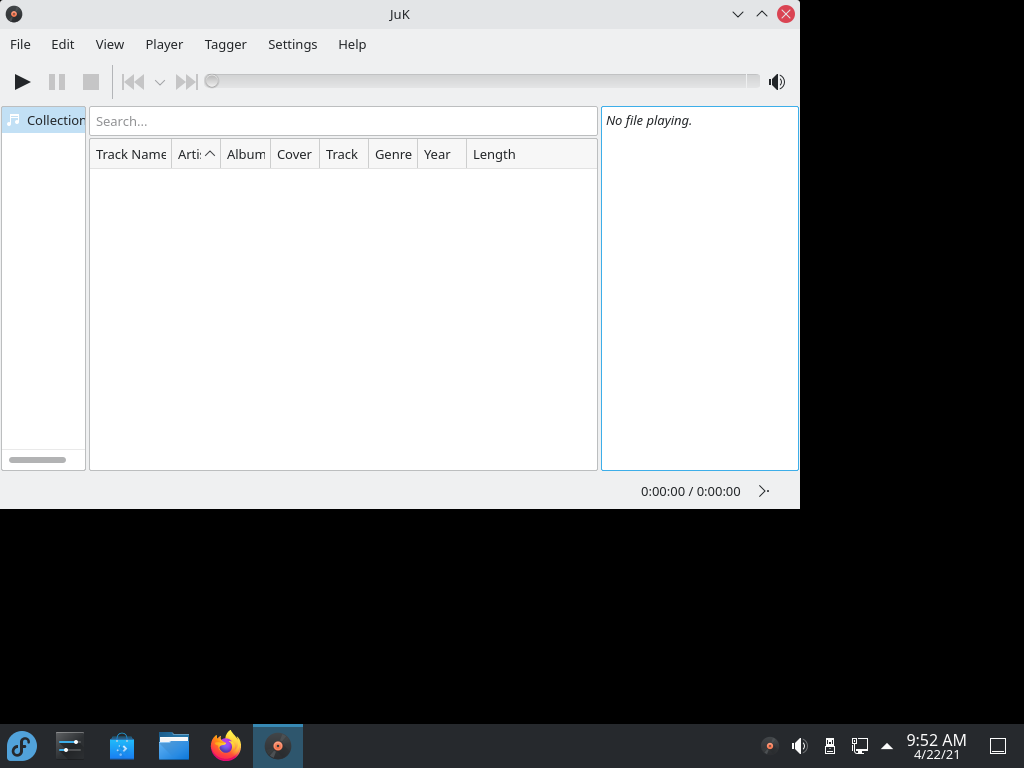 JuK
File Edit View Player Tagger Settings Help
Collection
Search...
No file playing.
Track Name Artis Album Cover Track Genre Year Length
0:00:00 / 0:00:00
9:52 AM
4/22/21